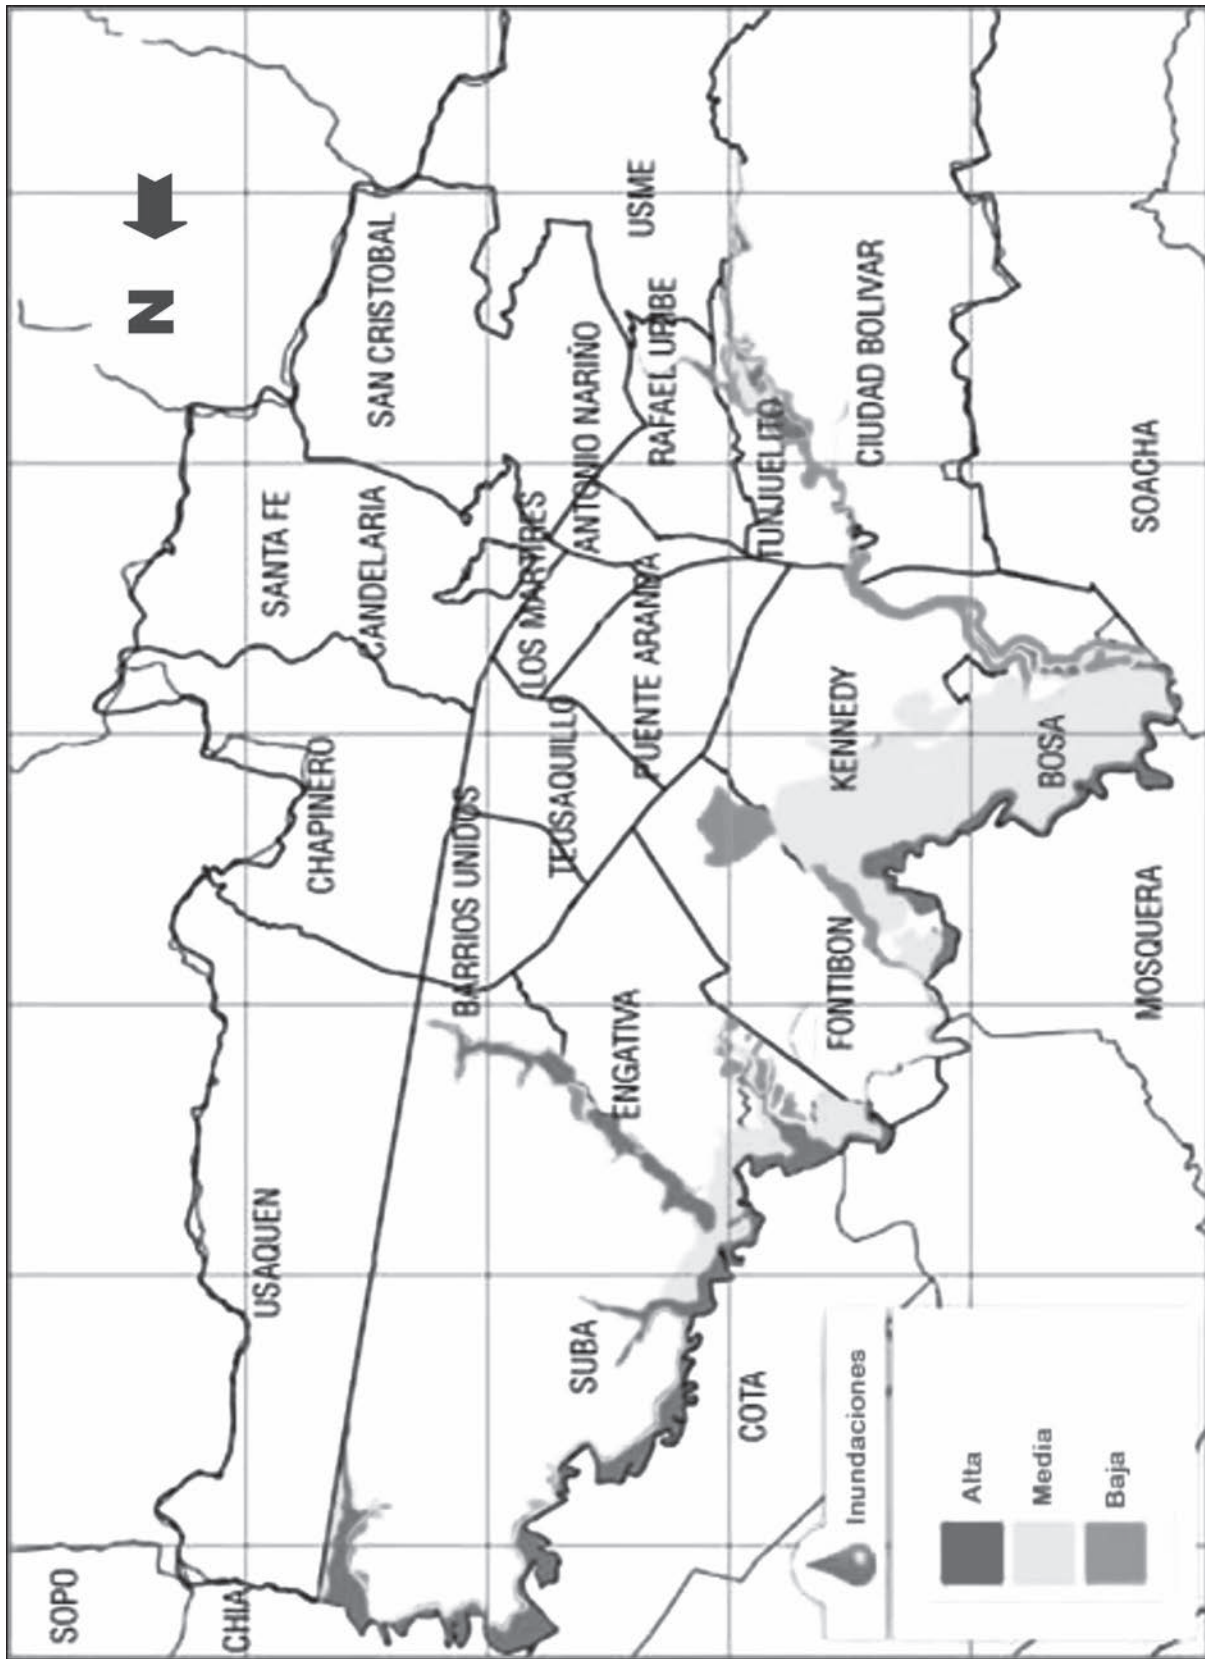 SOPO
CHIA
USAQUEN
CHAPINERO
SANTA FE
CANDELARIA
SAN CRISTOBAL
N
SUBA
BARRIOS UNIDOS
TEUSAQUILLO
LOS MARTIRES
ANTONIO NARIÑO
COTA
ENGATIVA
PUENTE ARANDA
RAFAEL URIBE
USME
FONTIBON
KENNEDY
TUNJUELITO
CIUDAD BOLIVAR
BOSA
MOSQUERA
SOACHA
Inundaciones
Alta
Media
Baja